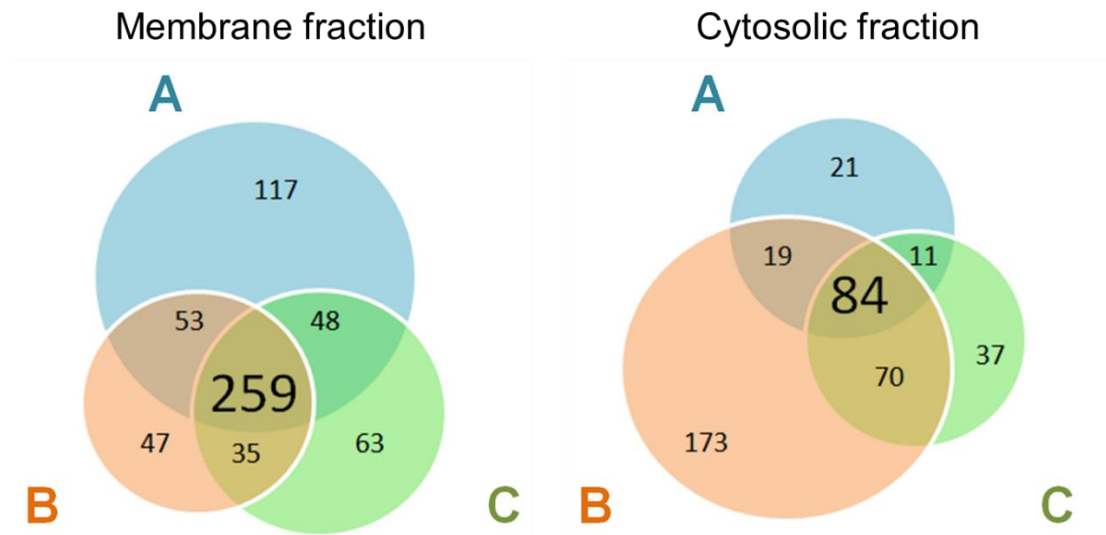 Membrane fraction
A
117
53
48
259
47
35
63
B
C
Cytosolic fraction
A
21
19
11
84
37
70
173
B
C